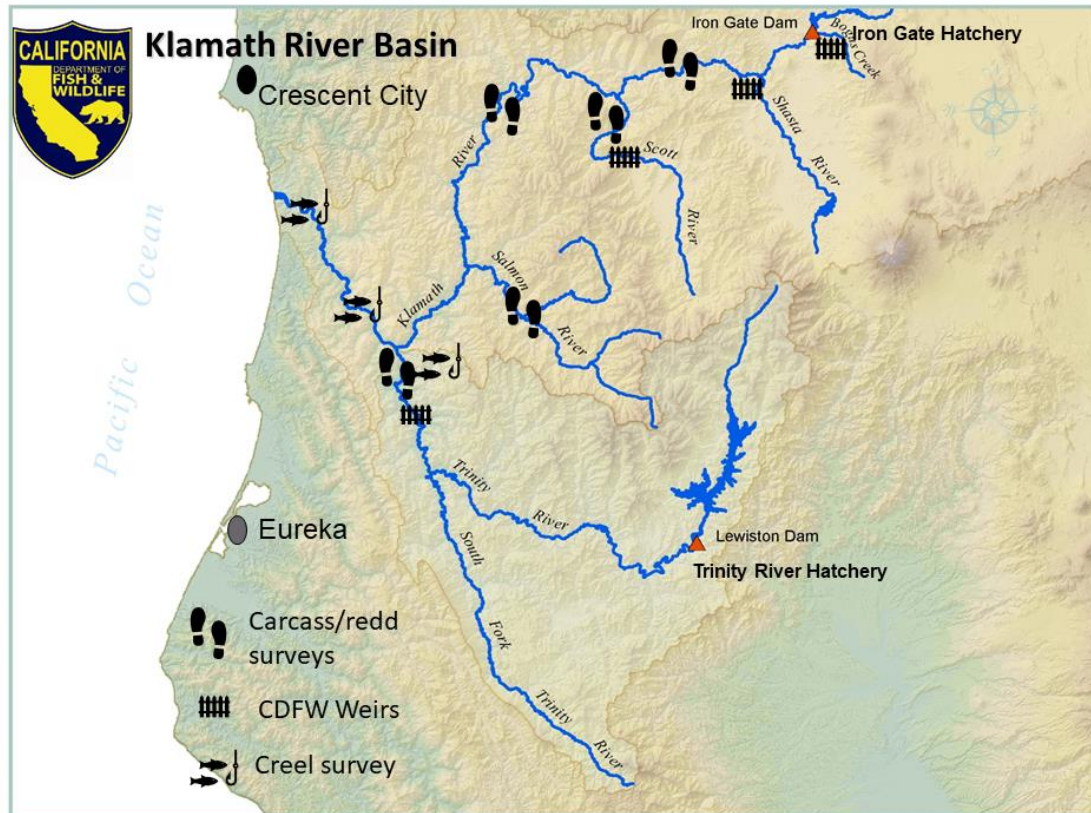 CALIFORNIA
DEPARTMENT OF
FISH &
WILDLIFE
Klamath River Basin
Crescent City
Iron Gate Dam
Iron Gate Hatchery
Bogus Creek
Shasta
River
River
Scott
River
Pacific Ocean
Klamath
Salmon
River
Trinity
River
Lewiston Dam
Trinity River Hatchery
Eureka
South
Fork
Trinity
River
Carcass/redd
surveys
CDFW Weirs
Creel survey